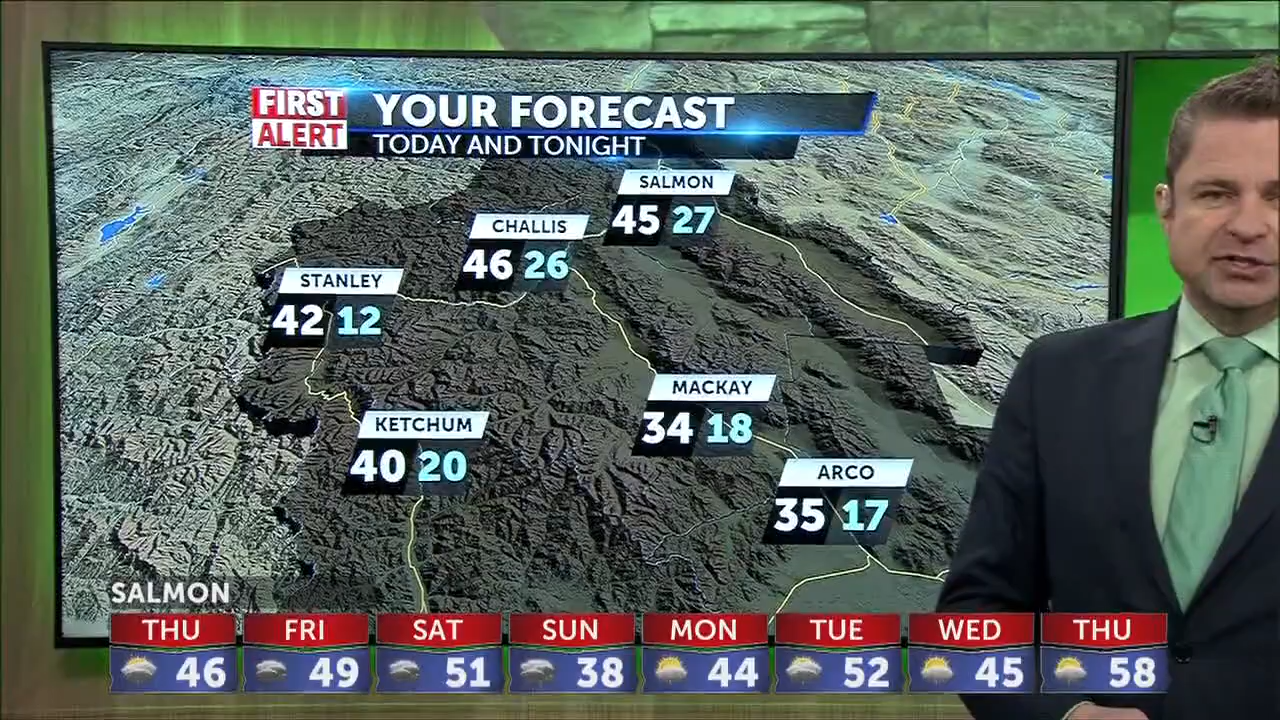 FIRST
ALERT
YOUR FORECAST
TODAY AND TONIGHT
SALMON
45 27
CHALLIS
46 26
STANLEY
42 12
MACKAY
34 18
KETCHUM
40 20
ARCO
35 17
SALMON
THU FRI SAT SUN MON TUE WED THU
46 49 51 38 44 52 45 58